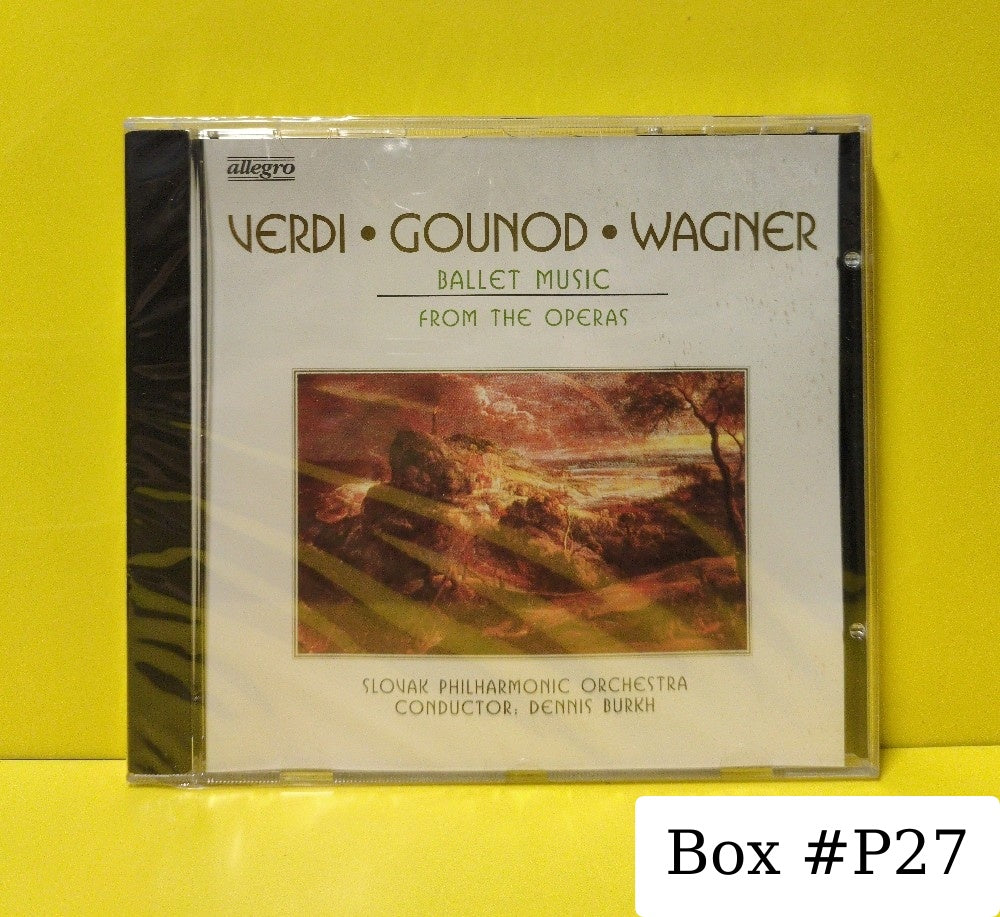 allegro
VERDI • GOUNOD • WAGNER
BALLET MUSIC
FROM THE OPERAS
SLOVAK PHILHARMONIC ORCHESTRA
CONDUCTOR: DENNIS BURKH
Box #P27